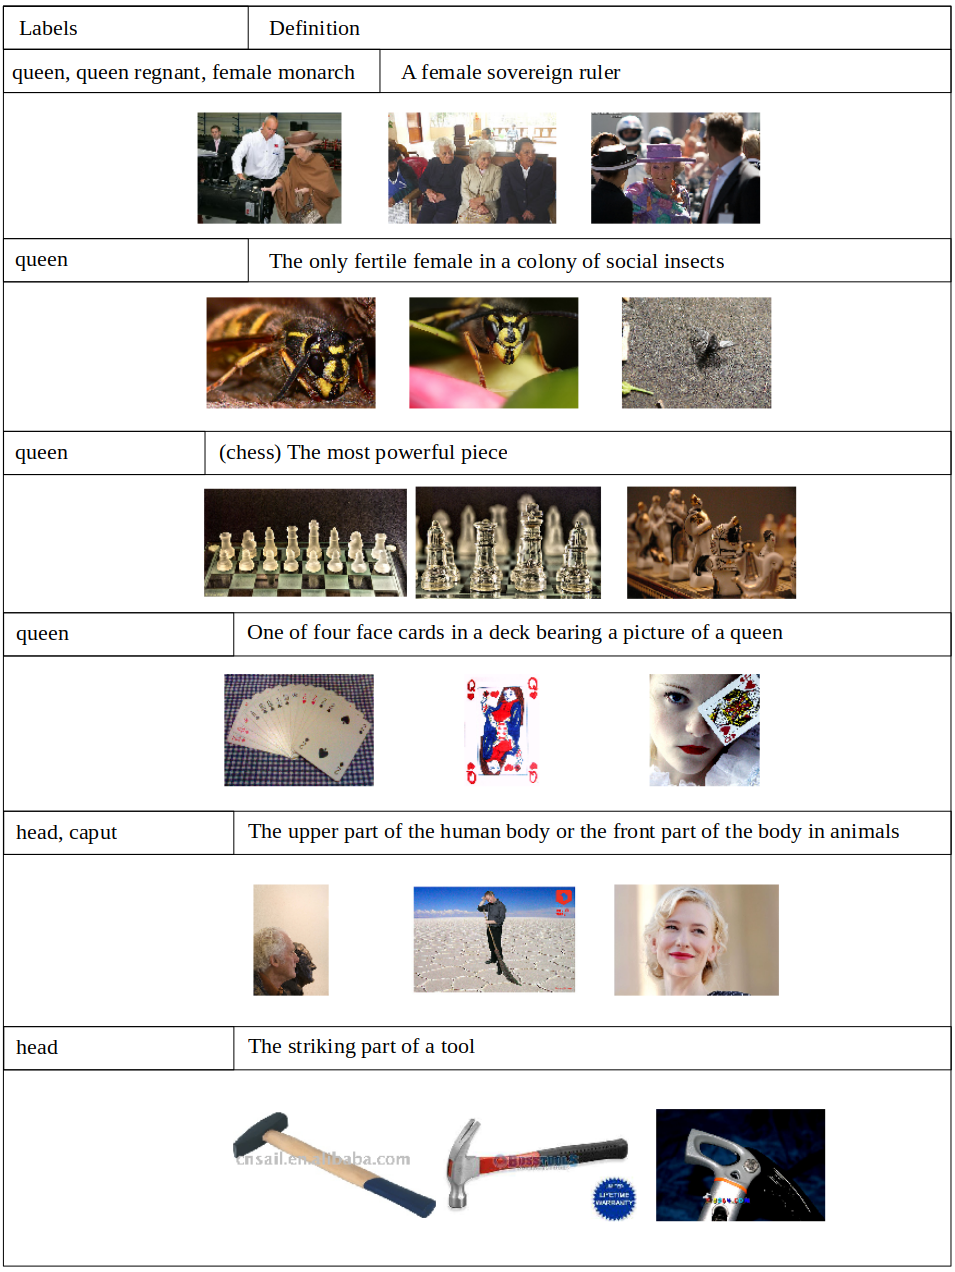 Labels
Definition
queen, queen regnant, female monarch
A female sovereign ruler
queen
The only fertile female in a colony of social insects
queen
(chess) The most powerful piece
queen
One of four face cards in a deck bearing a picture of a queen
Q
Q
Q
Q
head, caput
The upper part of the human body or the front part of the body in animals
head
The striking part of a tool
cnsail.en.alibaba.com
LIFETIME
WARRANTY